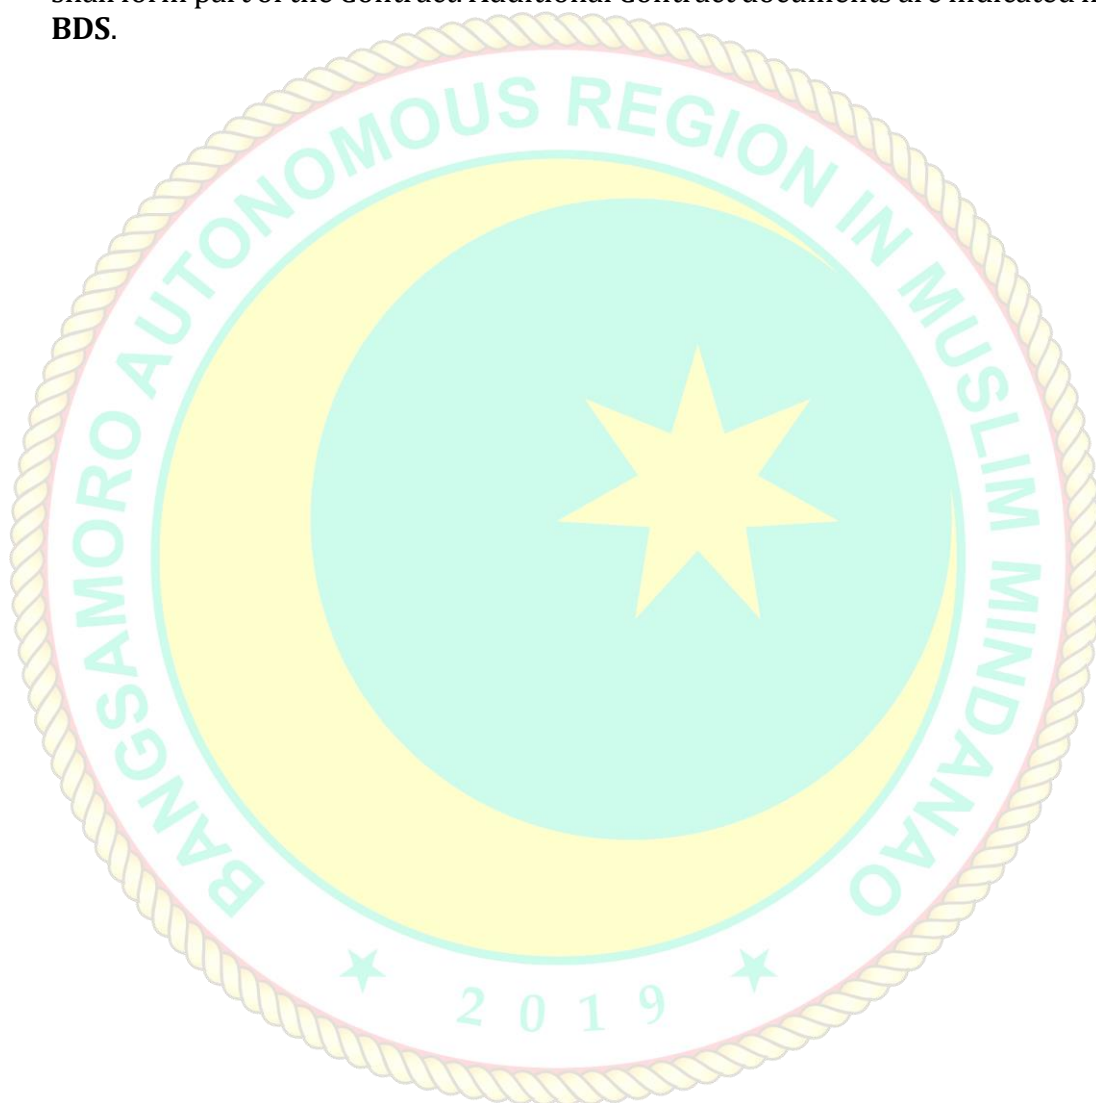 shall form part of the Contract. Additional Contract documents are indicated
BDS.
BANGSAMORO AUTONOMOUS REGION IN MUSLIM MINDANAO
2019